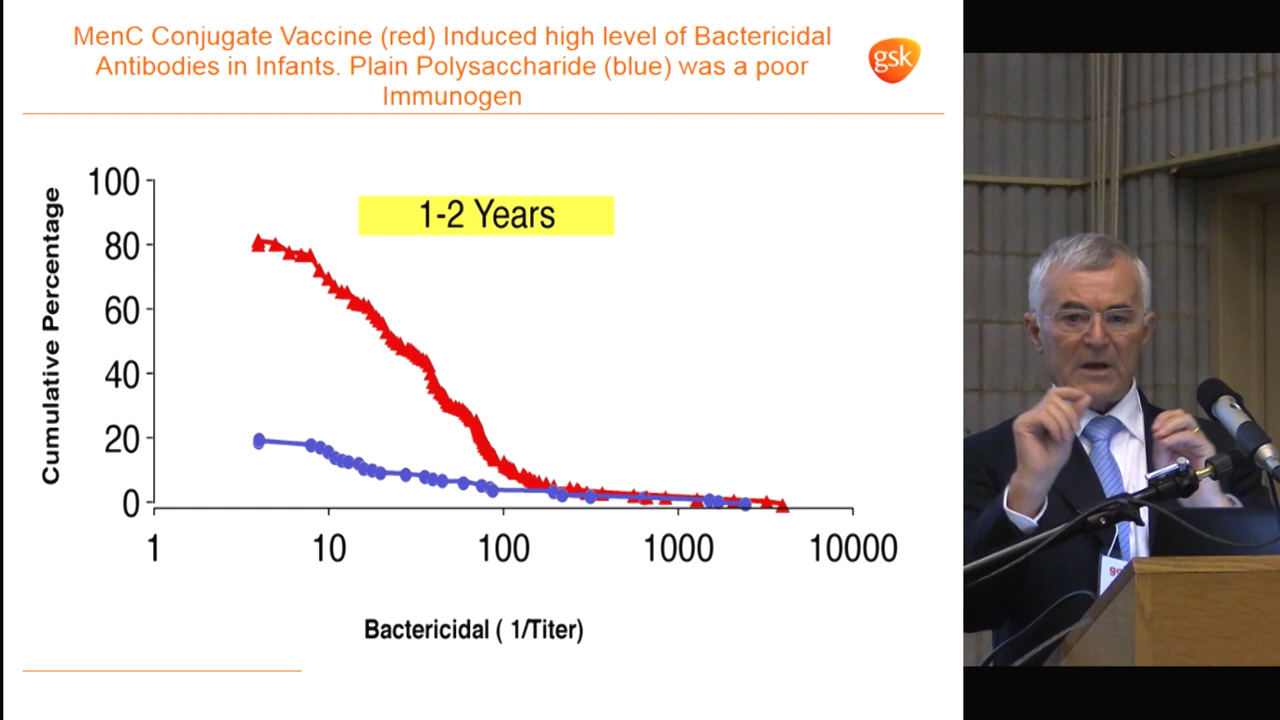 MenC Conjugate Vaccine (red) Induced high level of Bactericidal
Antibodies in Infants. Plain Polysaccharide (blue) was a poor
Immunogen
gsk
1-2 Years
Cumulative Percentage
100
80
60
40
20
0
1 10 100 1000 10000
Bactericidal ( 1/Titer)